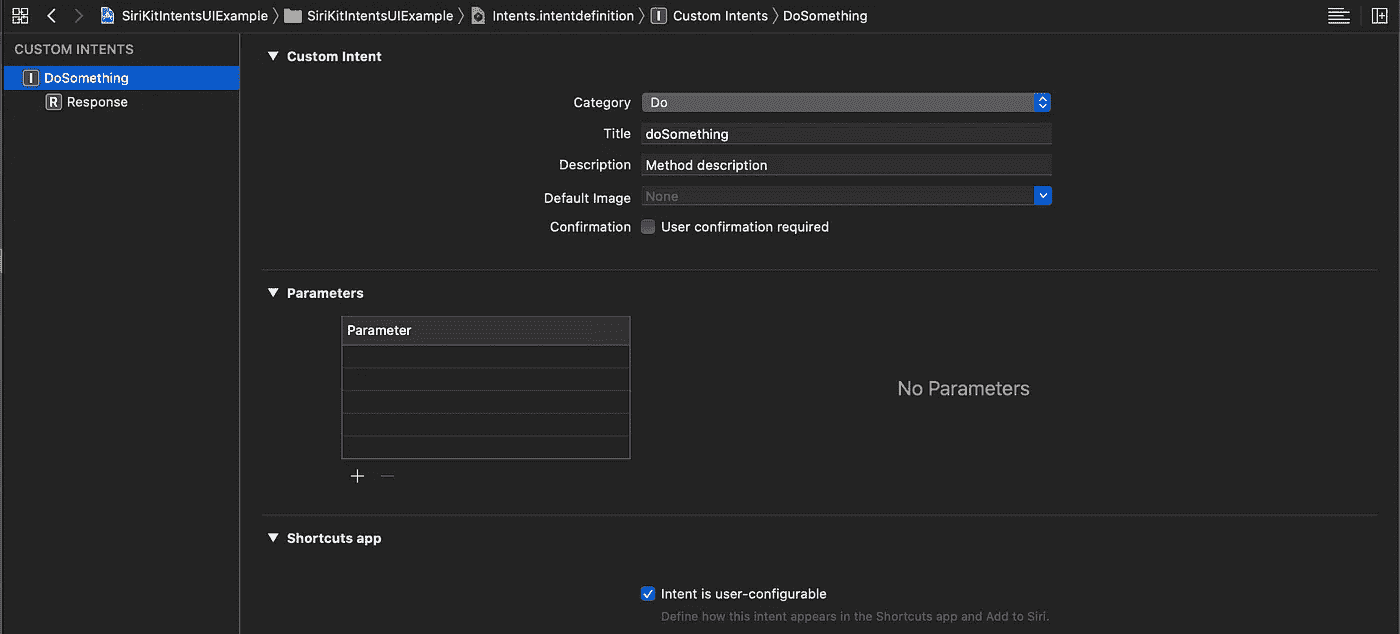 SiriKitIntentsUIExample SiriKitIntentsUIExample Intents.intentdefinition I Custom Intents DoSomething
CUSTOM INTENTS
I DoSomething
R Response
Custom Intent
Category Do
Title doSomething
Description Method description
Default Image None
Confirmation User confirmation required
Parameters
Parameter
No Parameters
Shortcuts app
Intent is user-configurable
Define how this intent appears in the Shortcuts app and Add to Siri.